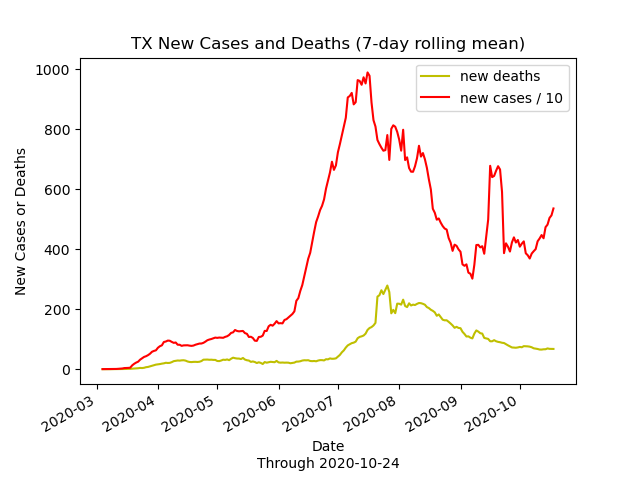 TX New Cases and Deaths (7-day rolling mean)
new deaths
new cases / 10
1000
800
600
400
200
0
New Cases or Deaths
2020-03
2020-04
2020-05
2020-06
2020-07
2020-08
2020-09
2020-10
Date
Through 2020-10-24